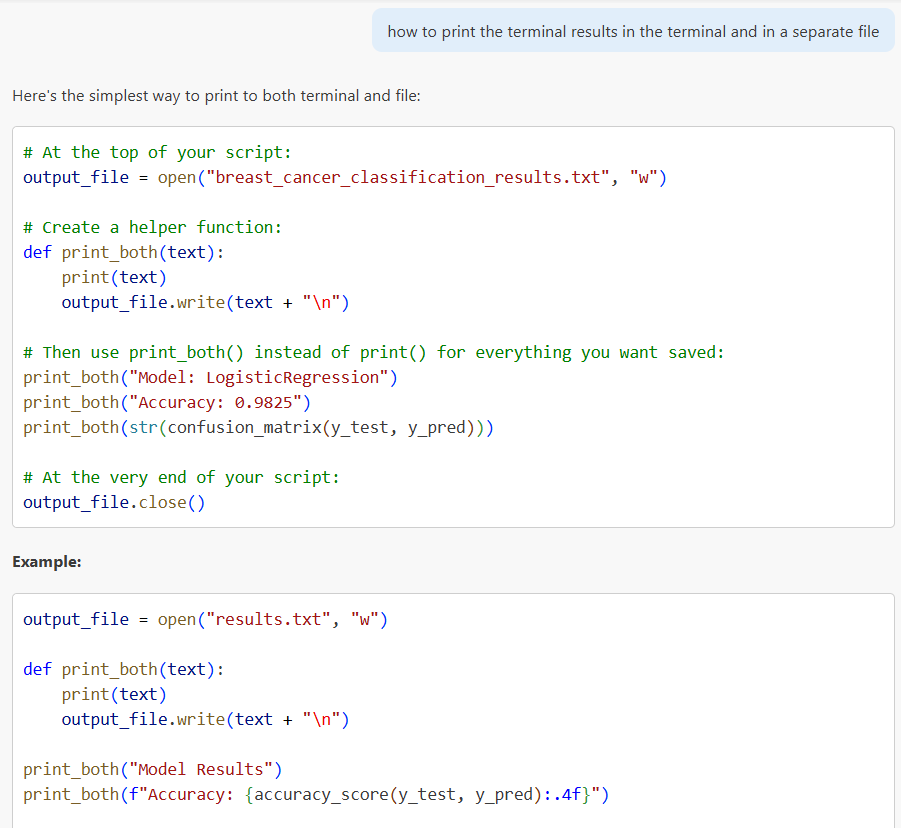 how to print the terminal results in the terminal and in a separate file
Here's the simplest way to print to both terminal and file:
# At the top of your script:
output_file = open("breast_cancer_classification_results.txt", "w")
# Create a helper function:
def print_both(text):
    print(text)
    output_file.write(text + "\n")
# Then use print_both() instead of print() for everything you want saved:
print_both("Model: LogisticRegression")
print_both("Accuracy: 0.9825")
print_both(str(confusion_matrix(y_test, y_pred)))
# At the very end of your script:
output_file.close()
Example:
output_file = open("results.txt", "w")
def print_both(text):
    print(text)
    output_file.write(text + "\n")
print_both("Model Results")
print_both(f"Accuracy: {accuracy_score(y_test, y_pred):.4f}")